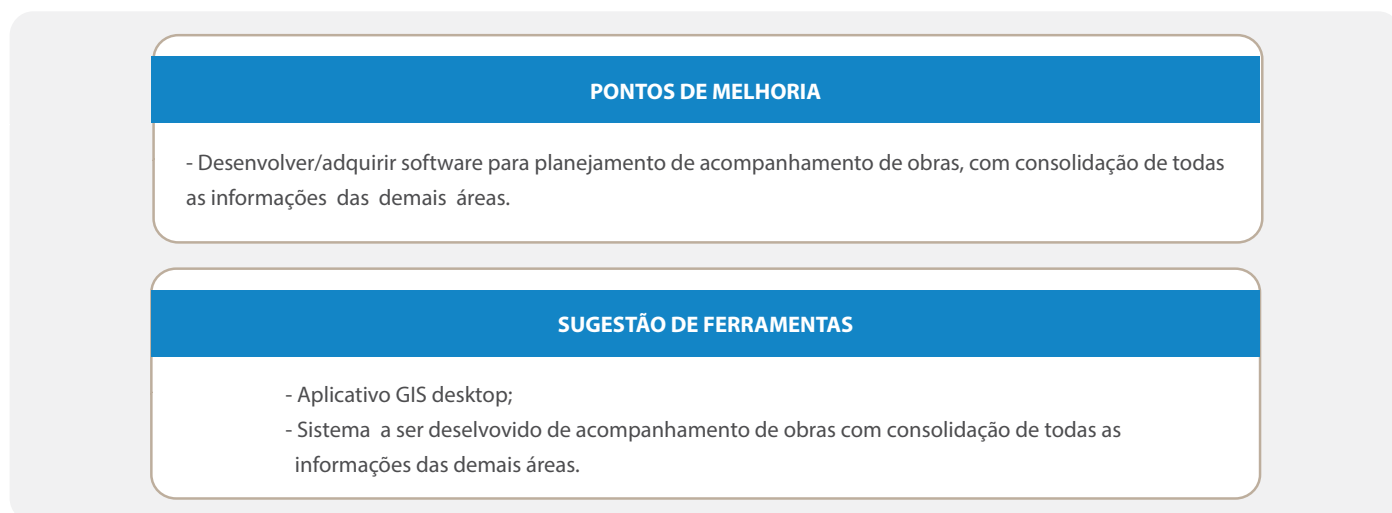 PONTOS DE MELHORIA
- Desenvolver/adquirir software para planejamento de acompanhamento de obras, com consolidação de todas
as informações das demais áreas.
SUGESTÃO DE FERRAMENTAS
- Aplicativo GIS desktop;
- Sistema a ser deselvovido de acompanhamento de obras com consolidação de todas as
informações das demais áreas.